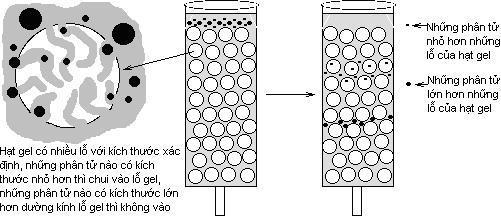 Những phân tử
nhỏ hơn những
lỗ của hạt gel
Những phân tử
lớn hơn những
lỗ của hạt gel
Hạt gel có nhiều lỗ với kích thước xác
định, những phân tử nào có kích
thước nhỏ hơn thì chui vào lỗ gel,
những phân tử nào có kích thước lớn
hơn dường kính lỗ gel thì không vào